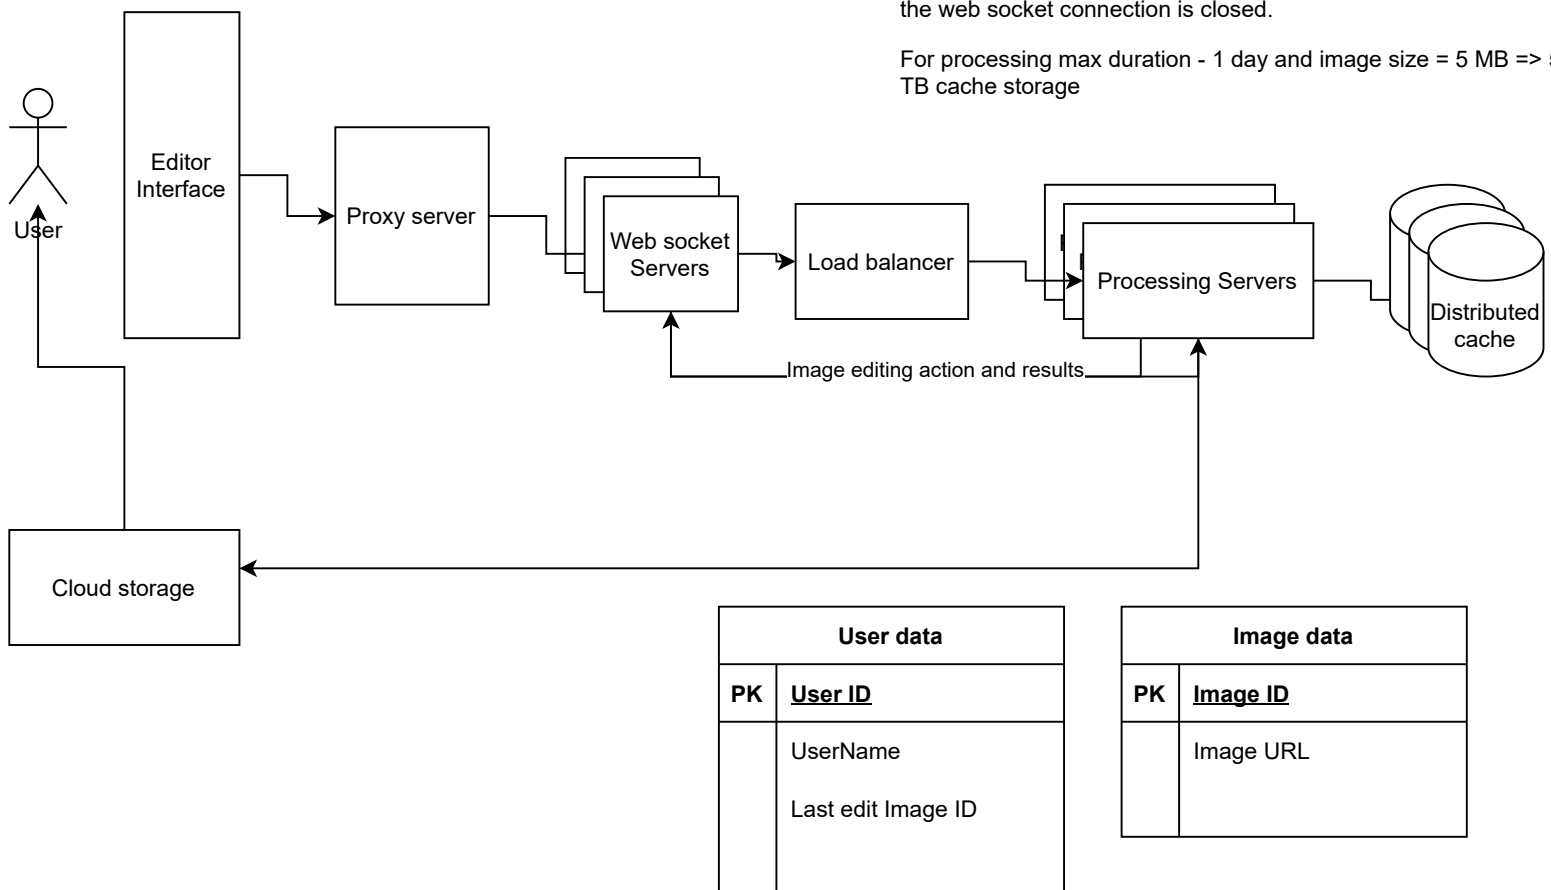 the web socket connection is closed.
For processing max duration - 1 day and image size = 5 MB =>
TB cache storage
User
Editor
Interface
Proxy server
Web socket
Servers
Load balancer
Processing Servers
Distributed
cache
Image editing action and results
Cloud storage
User data
PK User ID
UserName
Last edit Image ID
Image data
PK Image ID
Image URL